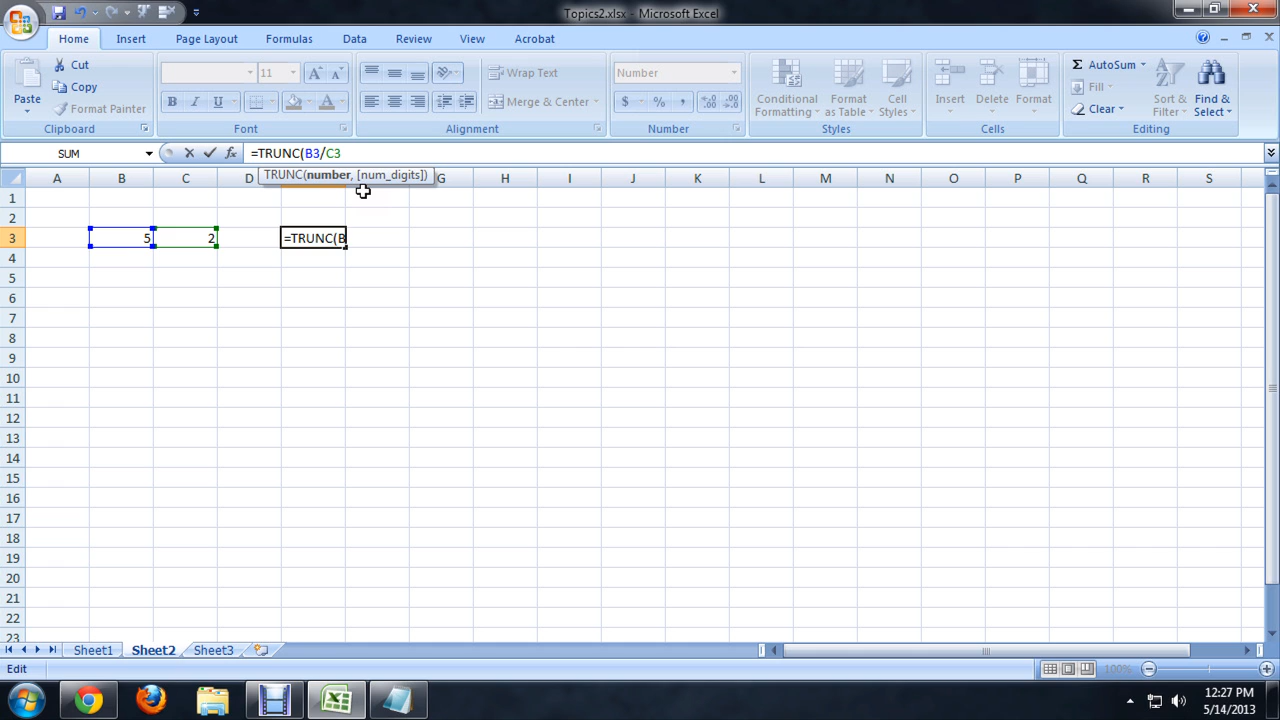 Topics2.xlsx - Microsoft Excel
Home Insert Page Layout Formulas Data Review View Acrobat
Paste
Cut
Copy
Format Painter
Clipboard
11
B I U
A A
Font
Wrap Text
Merge & Center
Alignment
Number
$ % ,
Number
Conditional Formatting
Format as Table
Cell Styles
Styles
Insert Delete Format
Cells
Σ AutoSum
Fill
Clear
Sort & Filter
Find & Select
Editing
SUM fx =TRUNC(B3/C3
TRUNC(number, [num_digits])
A B C D G H I J K L M N O P Q R S
1
2
3 5 2 =TRUNC(B
4
5
6
7
8
9
10
11
12
13
14
15
16
17
18
19
20
21
22
23
Sheet1 Sheet2 Sheet3
Edit 100%
12:27 PM
5/14/2013